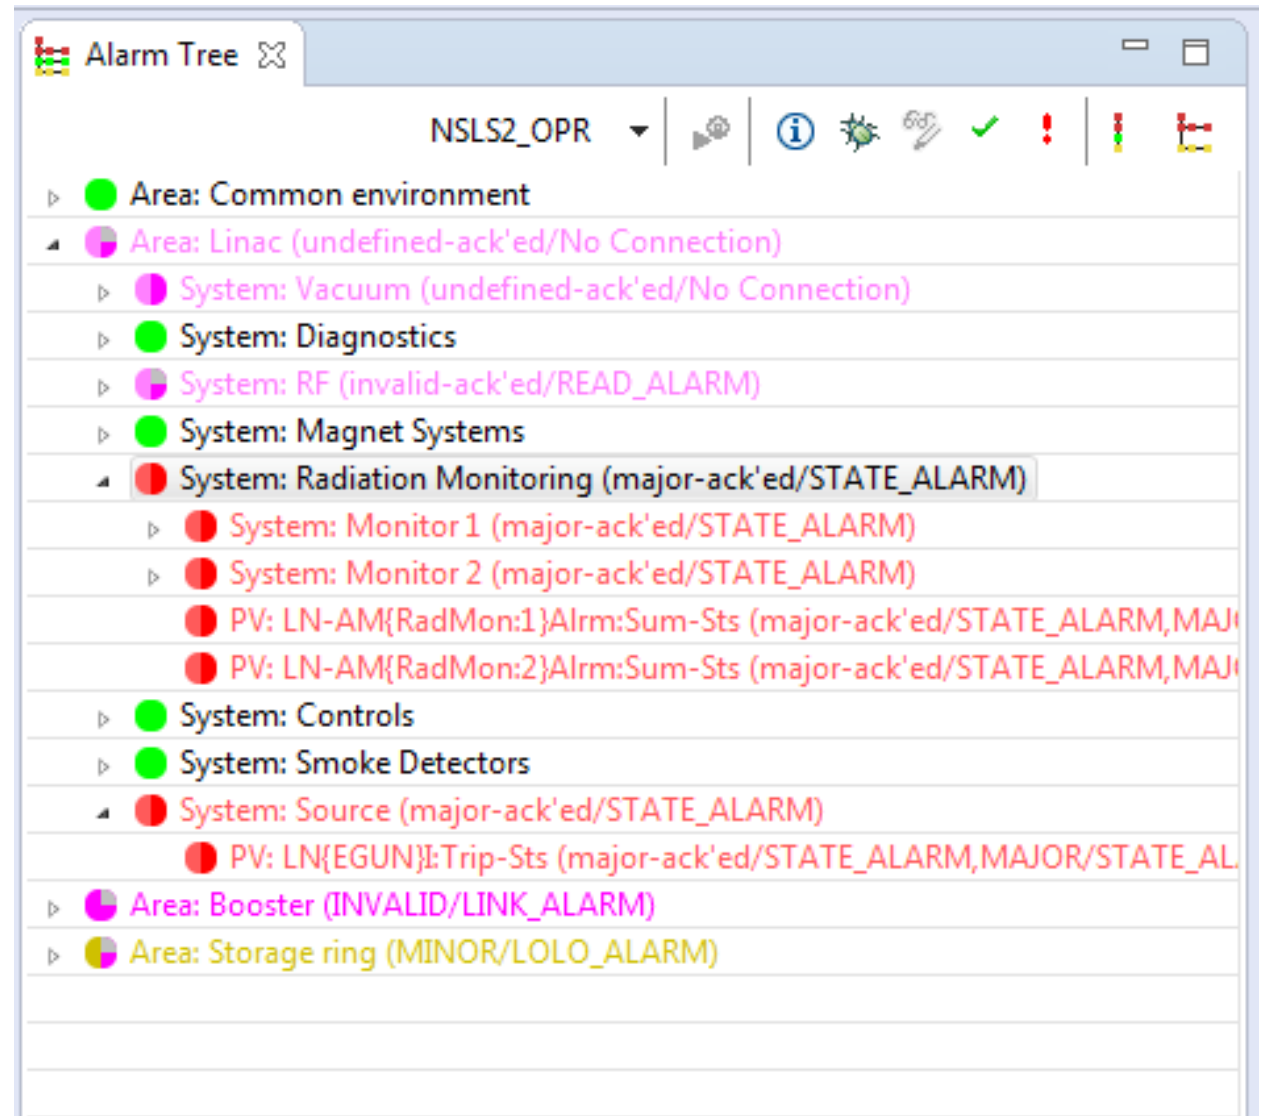 Alarm Tree
NSLS2_OPR
Area: Common environment
Area: Linac (undefined-ack'ed/No Connection)
System: Vacuum (undefined-ack'ed/No Connection)
System: Diagnostics
System: RF (invalid-ack'ed/READ_ALARM)
System: Magnet Systems
System: Radiation Monitoring (major-ack'ed/STATE_ALARM)
System: Monitor 1 (major-ack'ed/STATE_ALARM)
System: Monitor 2 (major-ack'ed/STATE_ALARM)
PV: LN-AM{RadMon:1}Alrm:Sum-Sts (major-ack'ed/STATE_ALARM,MAJ
PV: LN-AM{RadMon:2}Alrm:Sum-Sts (major-ack'ed/STATE_ALARM,MAJ
System: Controls
System: Smoke Detectors
System: Source (major-ack'ed/STATE_ALARM)
PV: LN{EGUN}I:Trip-Sts (major-ack'ed/STATE_ALARM,MAJOR/STATE_AL
Area: Booster (INVALID/LINK_ALARM)
Area: Storage ring (MINOR/LOLO_ALARM)